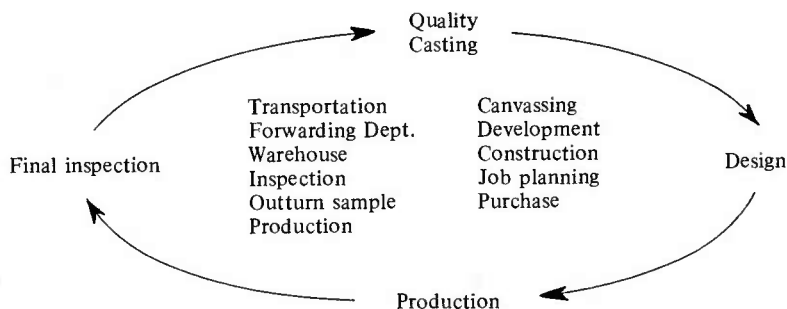 Quality
Casting
Transportation
Forwarding Dept.
Warehouse
Inspection
Outturn sample
Production
Canvassing
Development
Construction
Job planning
Purchase
Final inspection
Design
Production